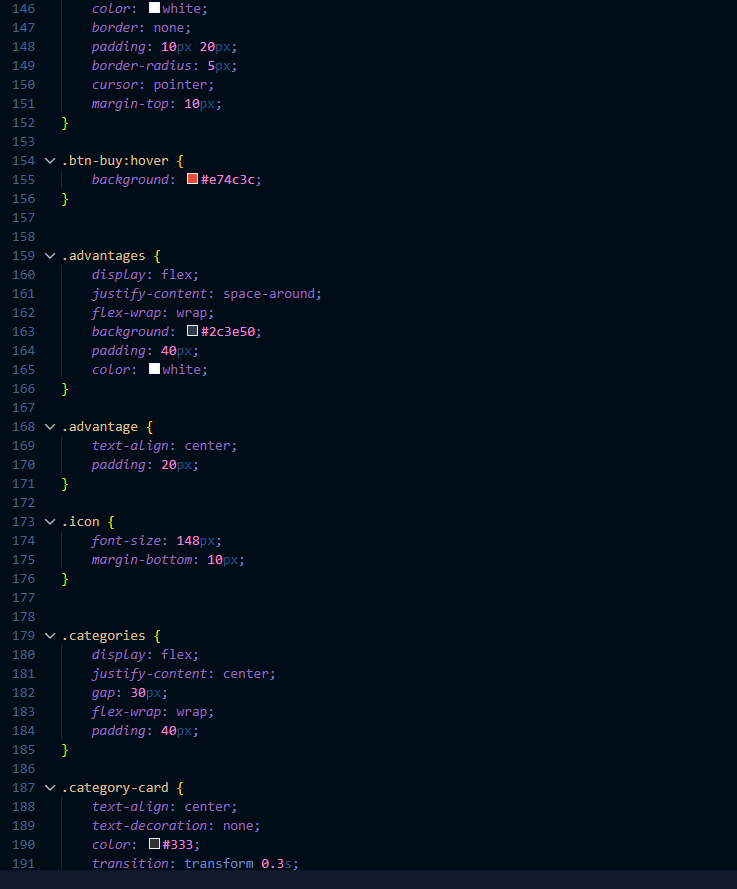 146 color: white;
147 border: none;
148 padding: 10px 20px;
149 border-radius: 5px;
150 cursor: pointer;
151 margin-top: 10px;
152 }
153
154 .btn-buy:hover {
155 background: #e74c3c;
156 }
157
158
159 .advantages {
160 display: flex;
161 justify-content: space-around;
162 flex-wrap: wrap;
163 background: #2c3e50;
164 padding: 40px;
165 color: white;
166 }
167
168 .advantage {
169 text-align: center;
170 padding: 20px;
171 }
172
173 .icon {
174 font-size: 148px;
175 margin-bottom: 10px;
176 }
177
178
179 .categories {
180 display: flex;
181 justify-content: center;
182 gap: 30px;
183 flex-wrap: wrap;
184 padding: 40px;
185 }
186
187 .category-card {
188 text-align: center;
189 text-decoration: none;
190 color: #333;
191 transition: transform 0.3s;